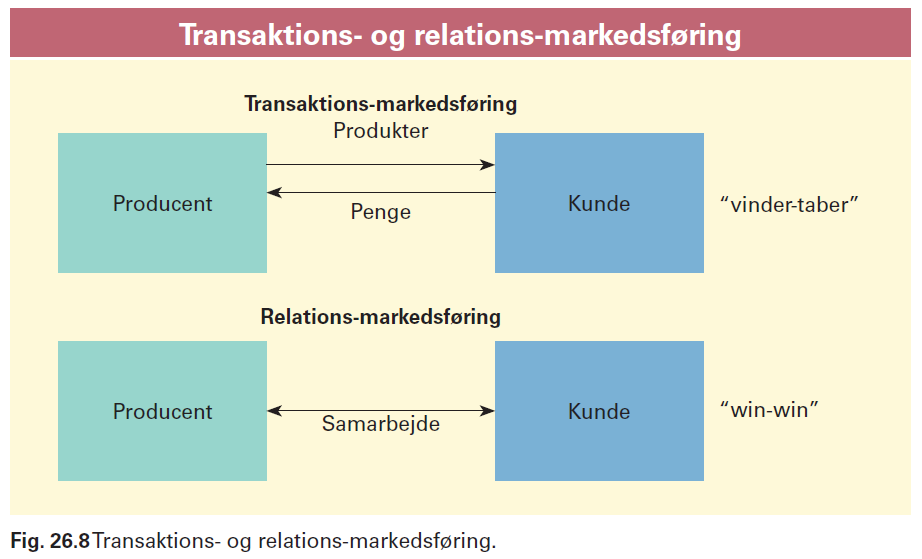 Transaktions- og relations-markedsføring
Transaktions-markedsføring
Produkter
Producent
Kunde
“vinder-taber”
Penge
Relations-markedsføring
Producent
Kunde
“win-win”
Samarbejde
Fig. 26.8 Transaktions- og relations-markedsføring.